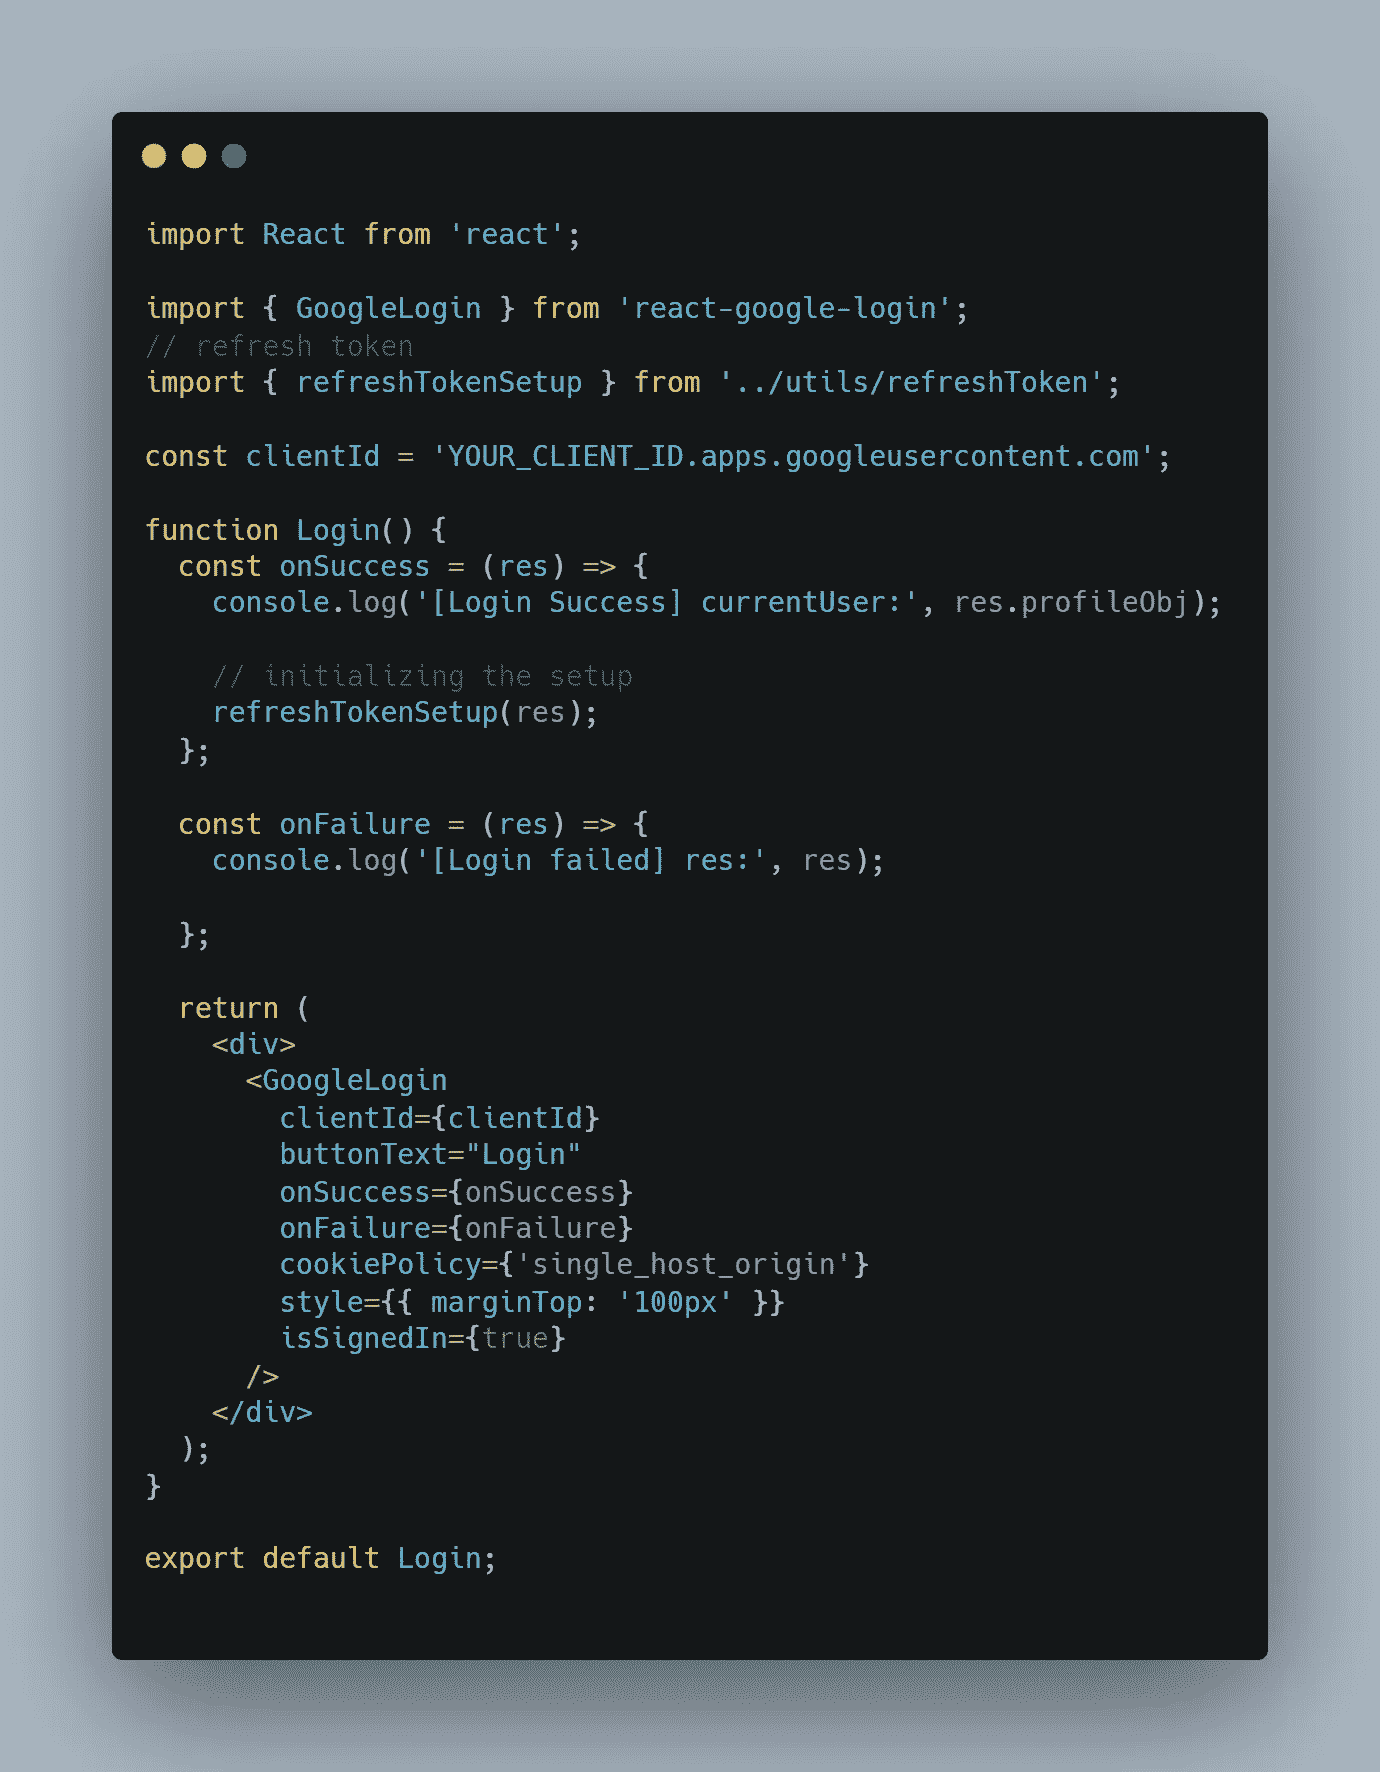 import React from 'react';
import { GoogleLogin } from 'react-google-login';
// refresh token
import { refreshTokenSetup } from '../utils/refreshToken';
const clientId = 'YOUR_CLIENT_ID.apps.googleusercontent.com';
function Login() {
  const onSuccess = (res) => {
    console.log('[Login Success] currentUser:', res.profileObj);
    // initializing the setup
    refreshTokenSetup(res);
  };
  const onFailure = (res) => {
    console.log('[Login failed] res:', res);
  };
  return (
    <div>
      <GoogleLogin
        clientId={clientId}
        buttonText="Login"
        onSuccess={onSuccess}
        onFailure={onFailure}
        cookiePolicy={'single_host_origin'}
        style={{ marginTop: '100px' }}
        isSignedIn={true}
      />
    </div>
  );
}
export default Login;